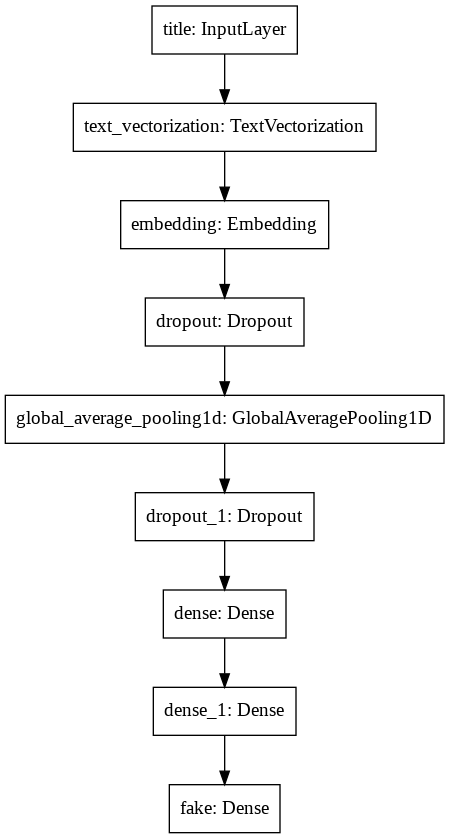 title: InputLayer
text_vectorization: TextVectorization
embedding: Embedding
dropout: Dropout
global_average_pooling1d: GlobalAveragePooling1D
dropout_1: Dropout
dense: Dense
dense_1: Dense
fake: Dense